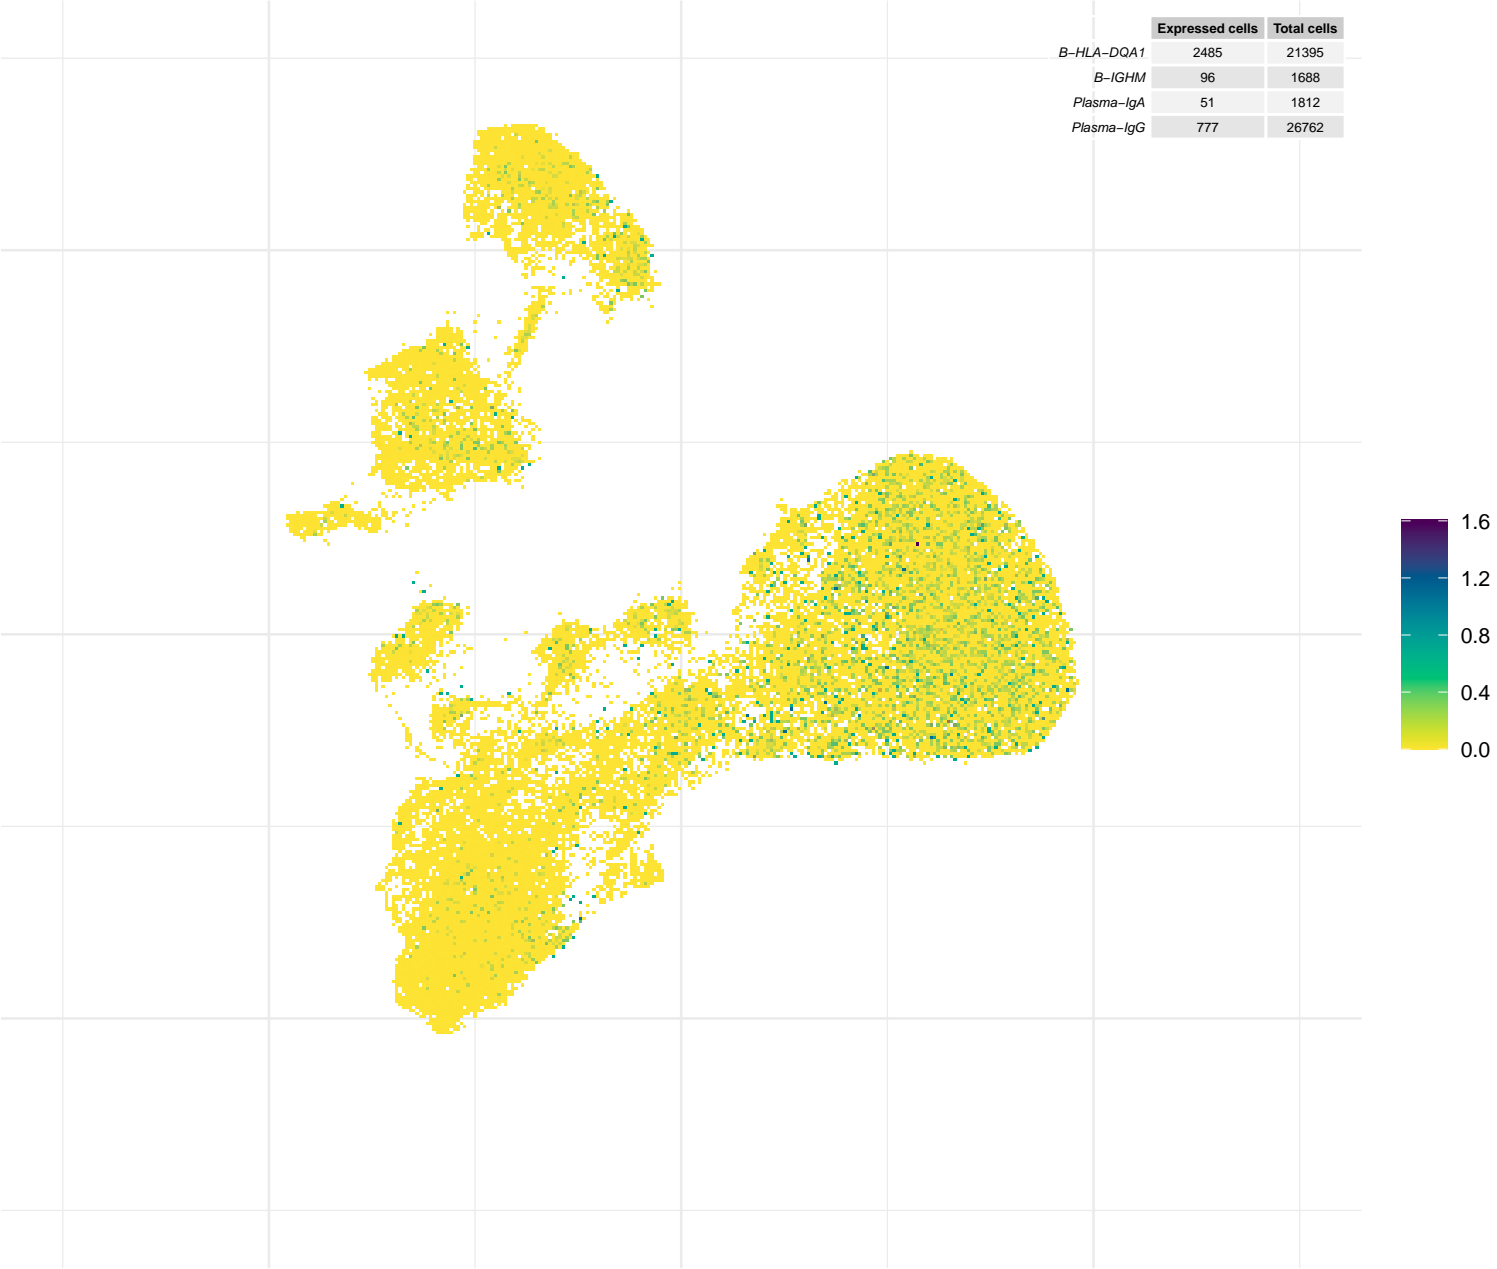 Expressed cells Total cells
B−HLA−DQA1 2485 21395
B−IGHM 96 1688
Plasma−IgA 51 1812
Plasma−IgG 777 26762
1.6
1.2
0.8
0.4
0.0